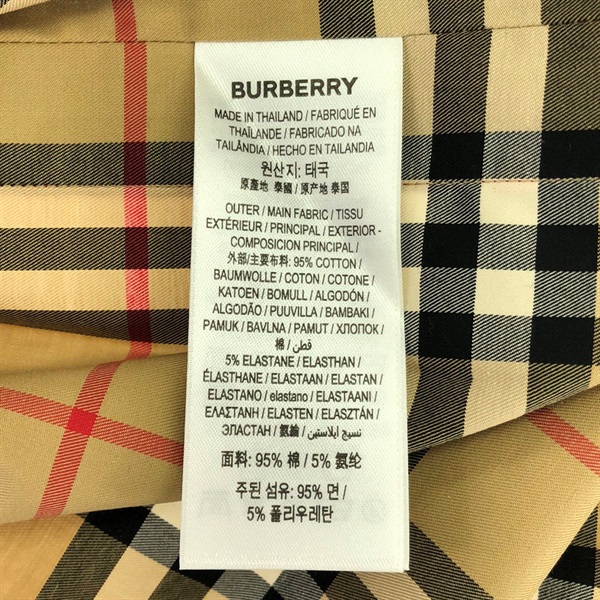 BURBERRY
MADE IN THAILAND / FABRIQUÉ EN
THAÏLANDE / FABRICADO NA
TAILÂNDIA / HECHO EN TAILANDIA
원산지: 태국
原產地 泰國 / 原产地 泰国
OUTER / MAIN FABRIC / TISSU
EXTÉRIEUR / PRINCIPAL / EXTERIOR -
COMPOSICIÓN PRINCIPAL /
外部/主要布料: 95% COTTON /
BAUMWOLLE / COTON / COTONE /
KATOEN / BOMULL / ALGODÓN /
ALGODÃO / PUUVILLA / BAMBAKI /
PAMUK / BAVLNA / PAMUT / ХЛОПОК /
棉 / قطن /
5% ELASTANE / ELASTHAN /
ÉLASTHANE / ELASTAAN / ELASTAN /
ELASTANO / elastano / ELASTAANI /
ΕΛΑΣΤΑΝΗ / ELASTEN / ELASZTÁN /
ЭЛАСТАН / 氨綸 / نسيج ايلاستين
面料: 95% 棉 / 5% 氨纶
주된 섬유: 95% 면 /
5% 폴리우레탄